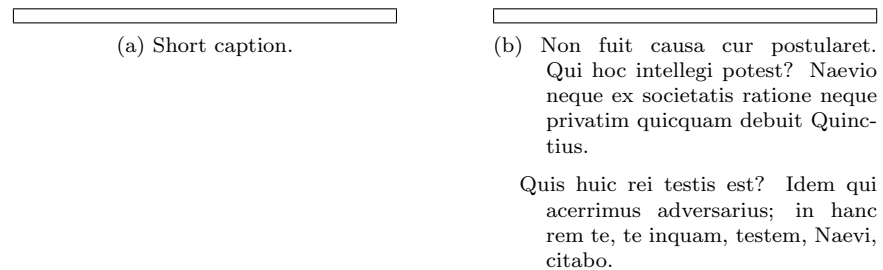 (a) Short caption.
(b) Non fuit causa cur postularet.
Qui hoc intellegi potest? Naevio
neque ex societatis ratione neque
privatim quicquam debuit Quinc-
tius.
Quis huic rei testis est? Idem qui
acerrimus adversarius; in hanc
rem te, te inquam, testem, Naevi,
citabo.